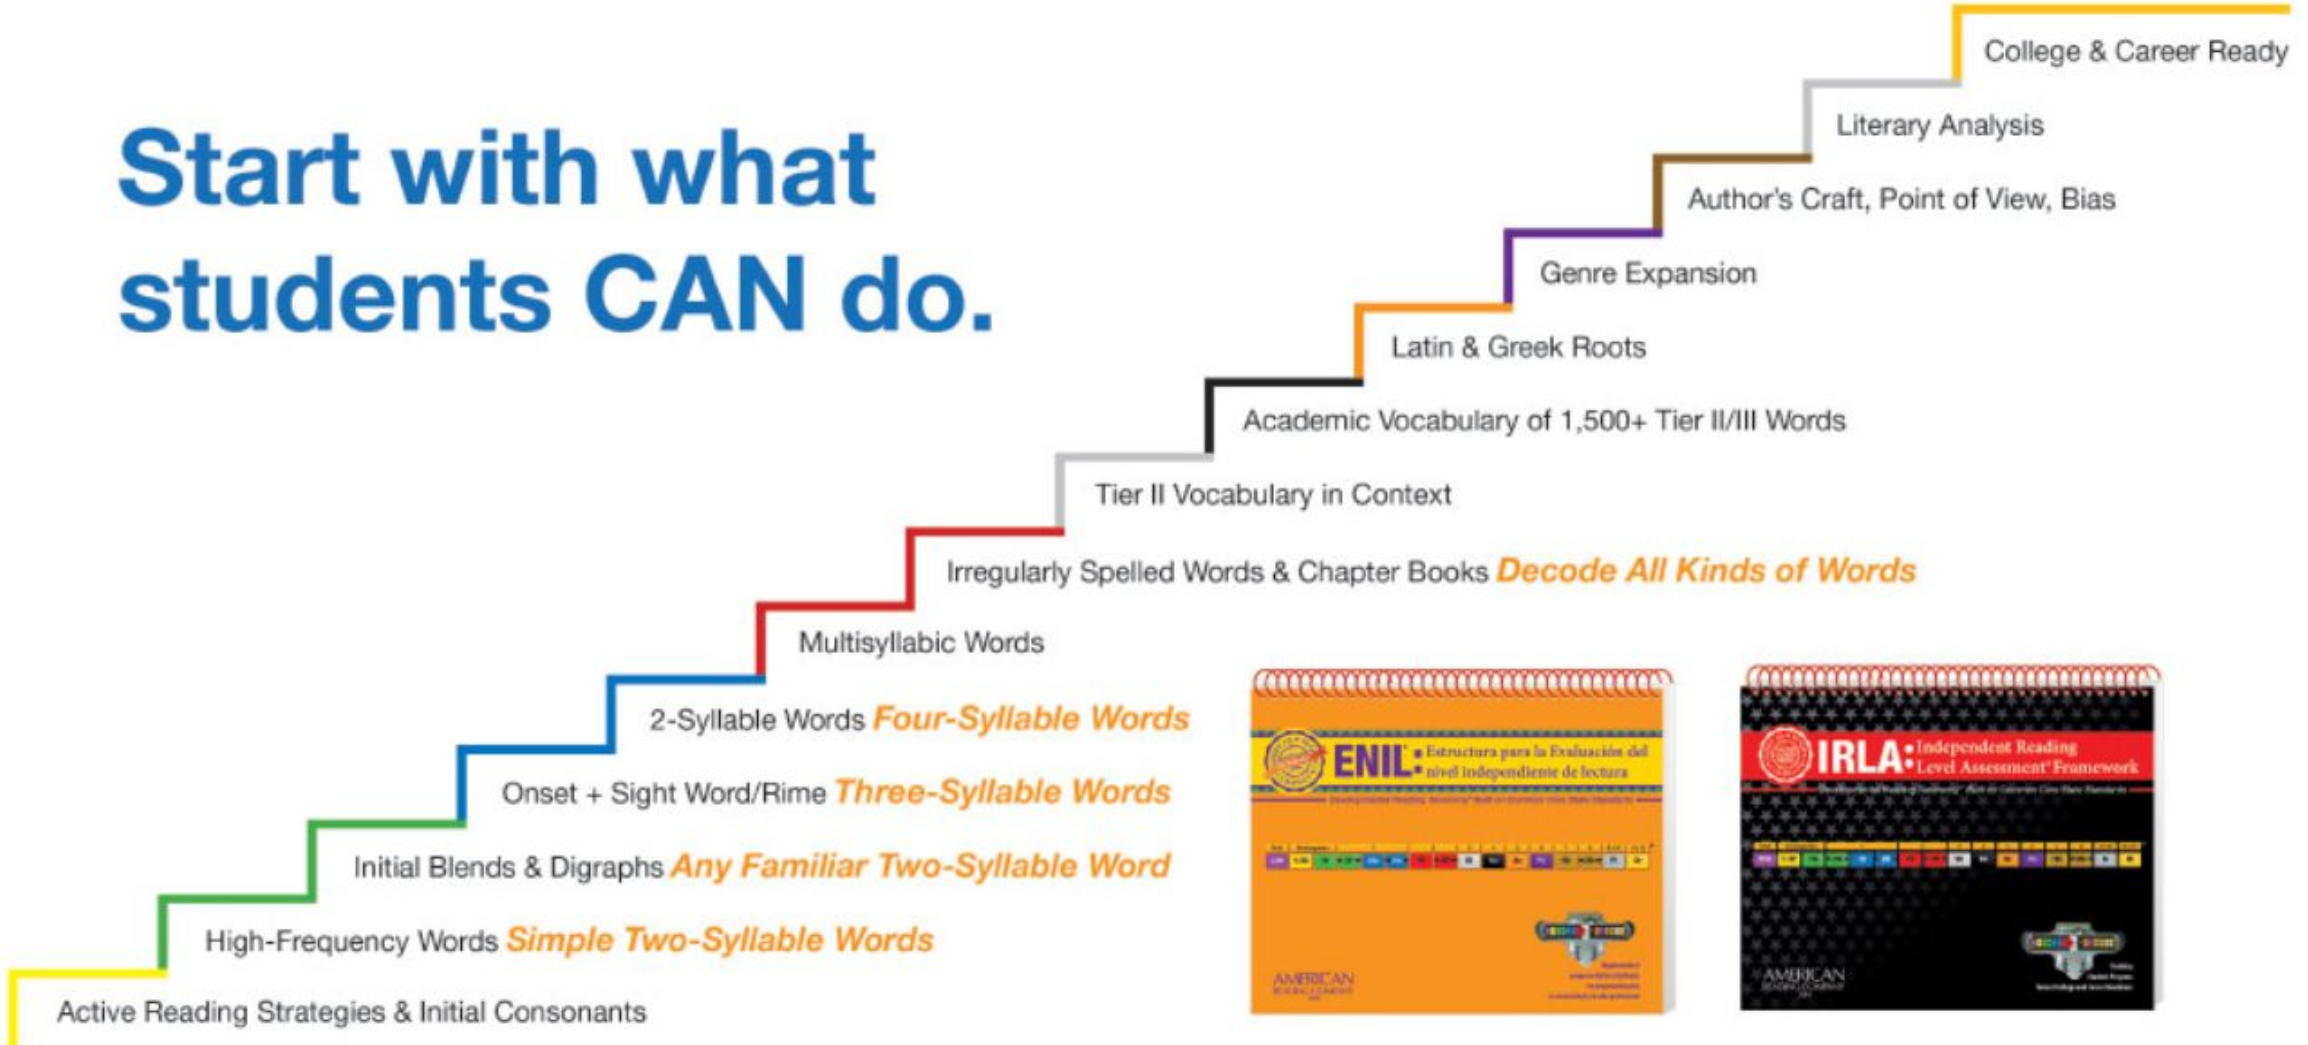 Start with what
students CAN do.
College & Career Ready
Literary Analysis
Author's Craft, Point of View, Bias
Genre Expansion
Latin & Greek Roots
Academic Vocabulary of 1,500+ Tier II/III Words
Tier II Vocabulary in Context
Irregularly Spelled Words & Chapter Books Decode All Kinds of Words
Multisyllabic Words
2-Syllable Words Four-Syllable Words
Onset + Sight Word/Rime Three-Syllable Words
Initial Blends & Digraphs Any Familiar Two-Syllable Word
High-Frequency Words Simple Two-Syllable Words
Active Reading Strategies & Initial Consonants
ENIL: Estructura para la Evaluación del
nivel independiente de lectura
AMERICAN
READING COMPANY
IRLA: Independent Reading
Level Assessment Framework
AMERICAN
READING COMPANY